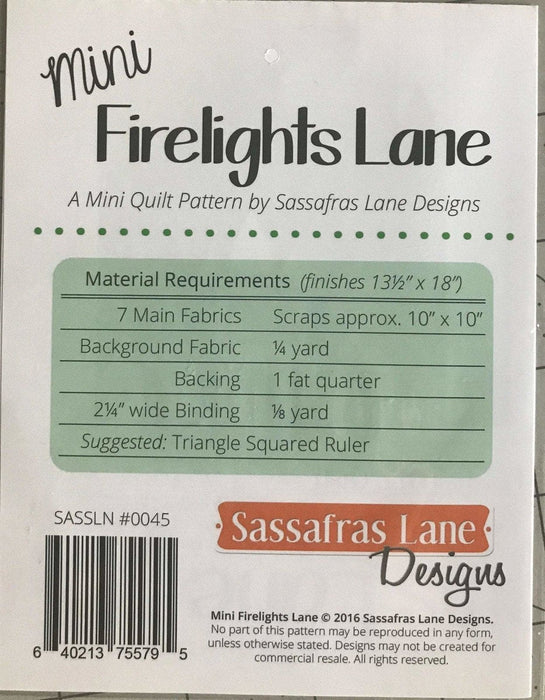 Mini
Firelights Lane
A Mini Quilt Pattern by Sassafras Lane Designs
Material Requirements (finishes 13½" x 18")
7 Main Fabrics Scraps approx. 10" x 10"
Background Fabric ¼ yard
Backing 1 fat quarter
2¼" wide Binding ⅛ yard
Suggested: Triangle Squared Ruler
SASSLN #0045
6 40213 75579 5
Sassafras Lane
Designs
Mini Firelights Lane © 2016 Sassafras Lane Designs.
No part of this pattern may be reproduced in any form,
unless otherwise stated. Designs may not be created for
commercial resale. All rights reserved.